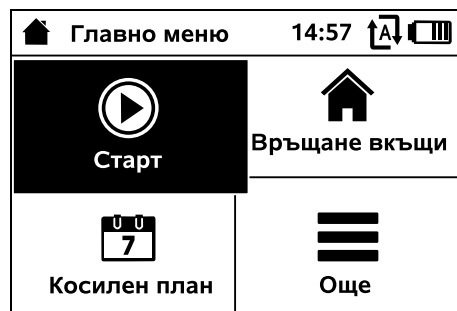 Главно меню 14:57 A
Старт
Връщане вкъщи
7
Косилен план
Още